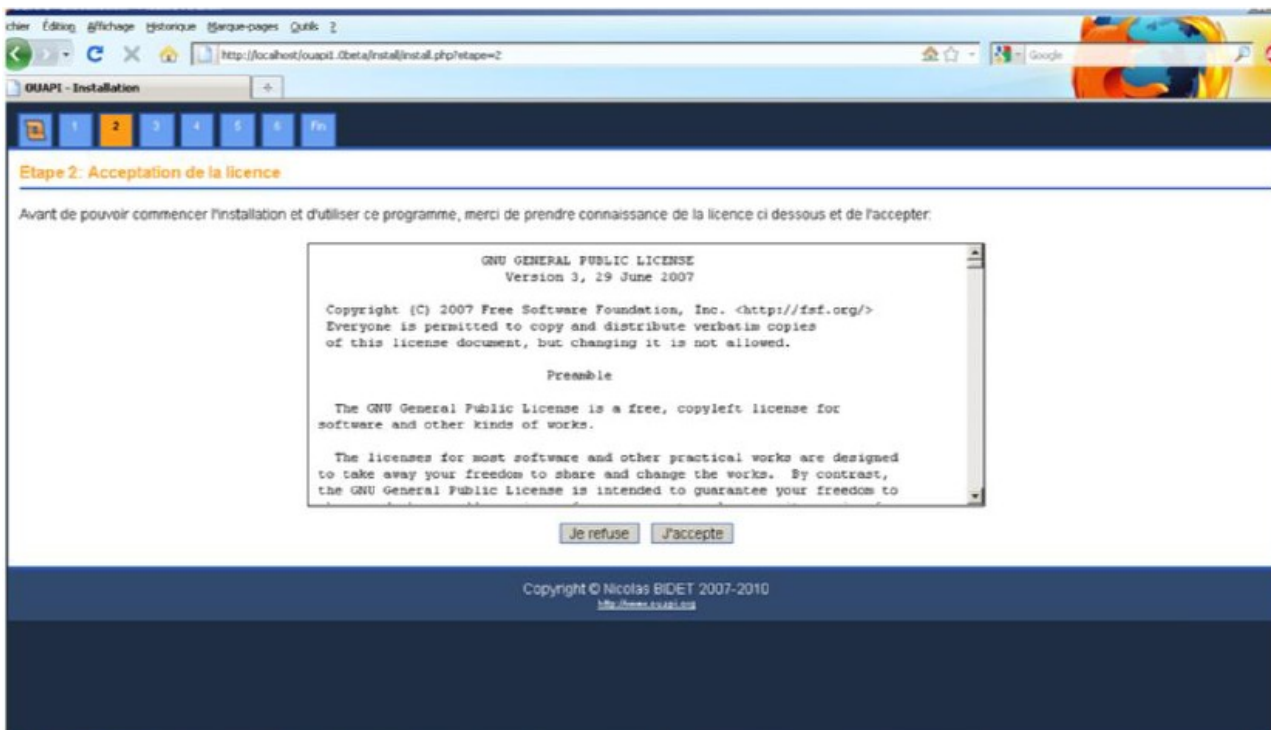 chier Édition Affichage Historique Marque-pages Outils ?
http://localhost/ouapi1.0beta/install/install.php?etape=2
Google
OUAPI - Installation
1 2 3 4 5 6 Fin
Etape 2: Acceptation de la licence
Avant de pouvoir commencer l'installation et d'utiliser ce programme, merci de prendre connaissance de la licence ci dessous et de l'accepter:
GNU GENERAL PUBLIC LICENSE
Version 3, 29 June 2007
Copyright (C) 2007 Free Software Foundation, Inc. <http://fsf.org/>
Everyone is permitted to copy and distribute verbatim copies
of this license document, but changing it is not allowed.
Preamble
The GNU General Public License is a free, copyleft license for
software and other kinds of works.
The licenses for most software and other practical works are designed
to take away your freedom to share and change the works. By contrast,
the GNU General Public License is intended to guarantee your freedom to
Je refuse J'accepte
Copyright © Nicolas BIDET 2007-2010
http://www.ouapi.org